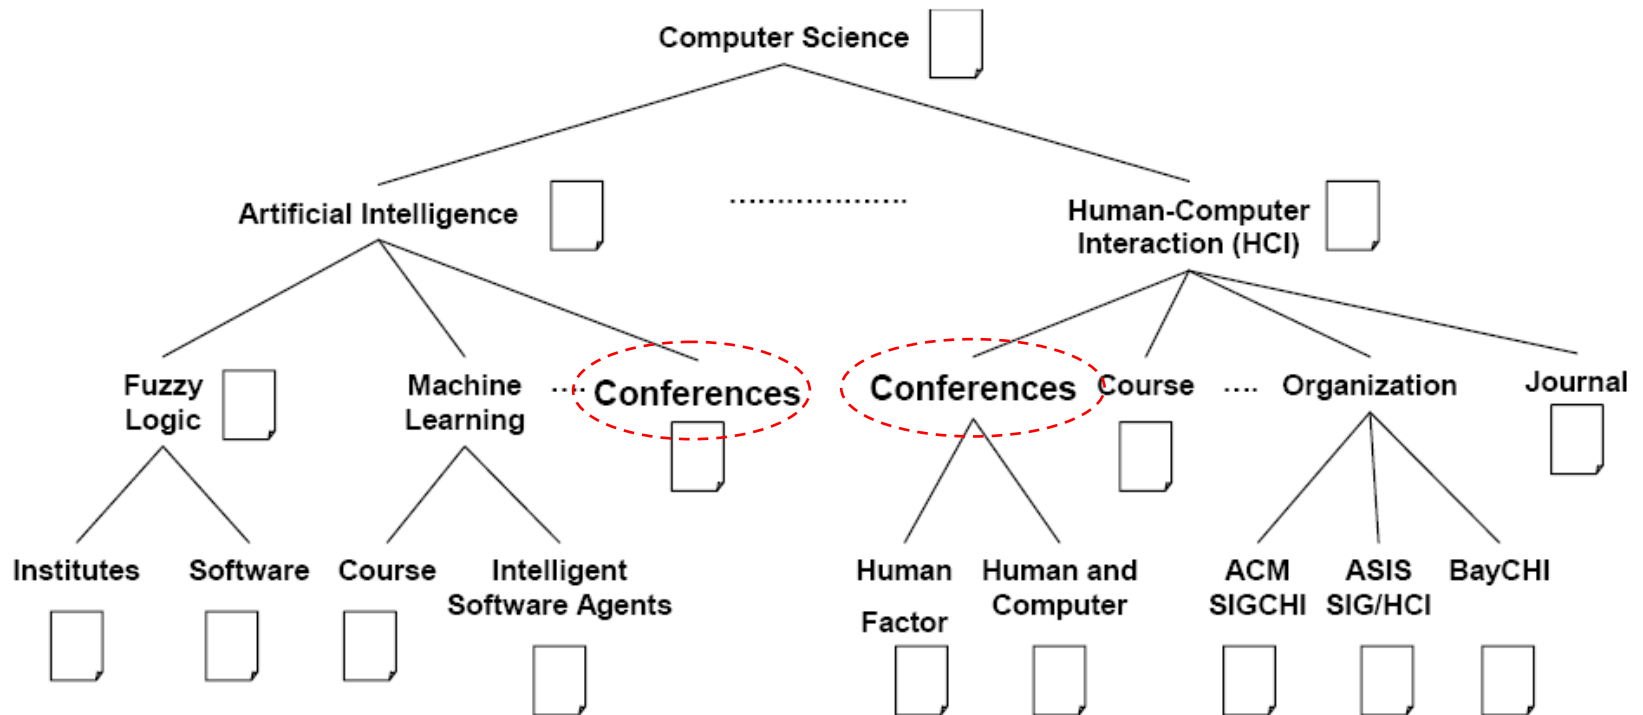 Computer Science
Artificial Intelligence
....................
Human-Computer
Interaction (HCI)
Fuzzy
Logic
Machine
Learning
....
Conferences
Conferences
Course
....
Organization
Journal
Institutes
Software
Course
Intelligent
Software Agents
Human
Factor
Human and
Computer
ACM
SIGCHI
ASIS
SIG/HCI
BayCHI